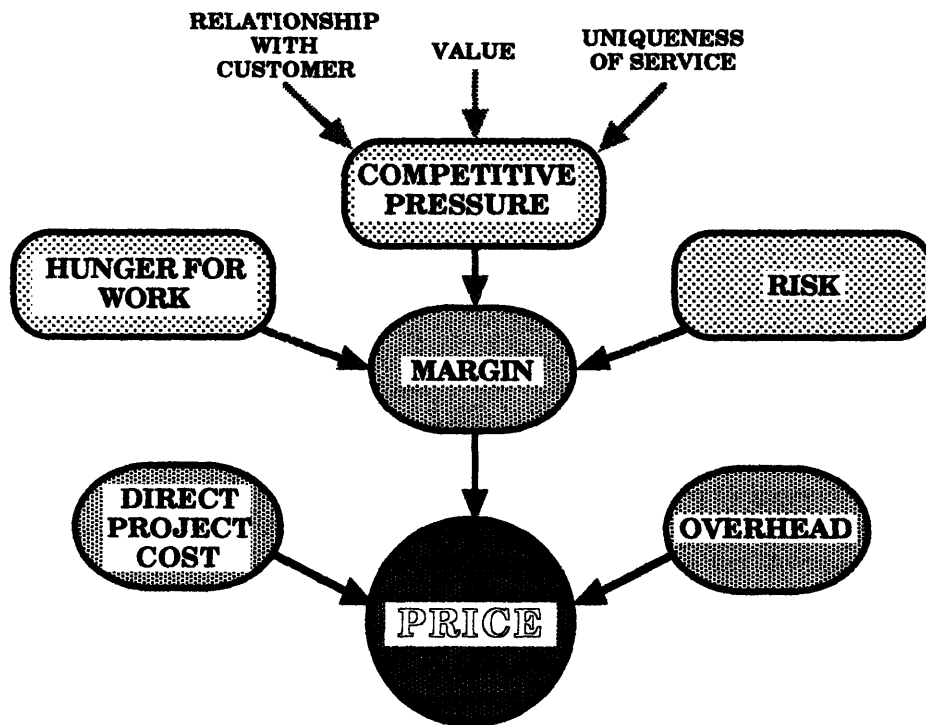 RELATIONSHIP
WITH
CUSTOMER
VALUE
UNIQUENESS
OF SERVICE
COMPETITIVE
PRESSURE
HUNGER FOR
WORK
RISK
MARGIN
DIRECT
PROJECT
COST
OVERHEAD
PRICE